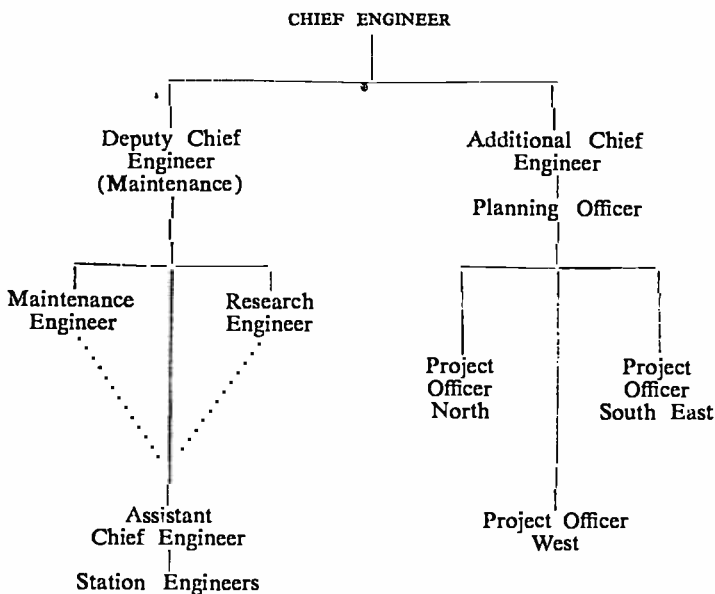 CHIEF ENGINEER
Deputy Chief
Engineer
(Maintenance)
Additional Chief
Engineer
Planning Officer
Maintenance
Engineer
Research
Engineer
Project
Officer
North
Project
Officer
South East
Assistant
Chief Engineer
Station Engineers
Project Officer
West